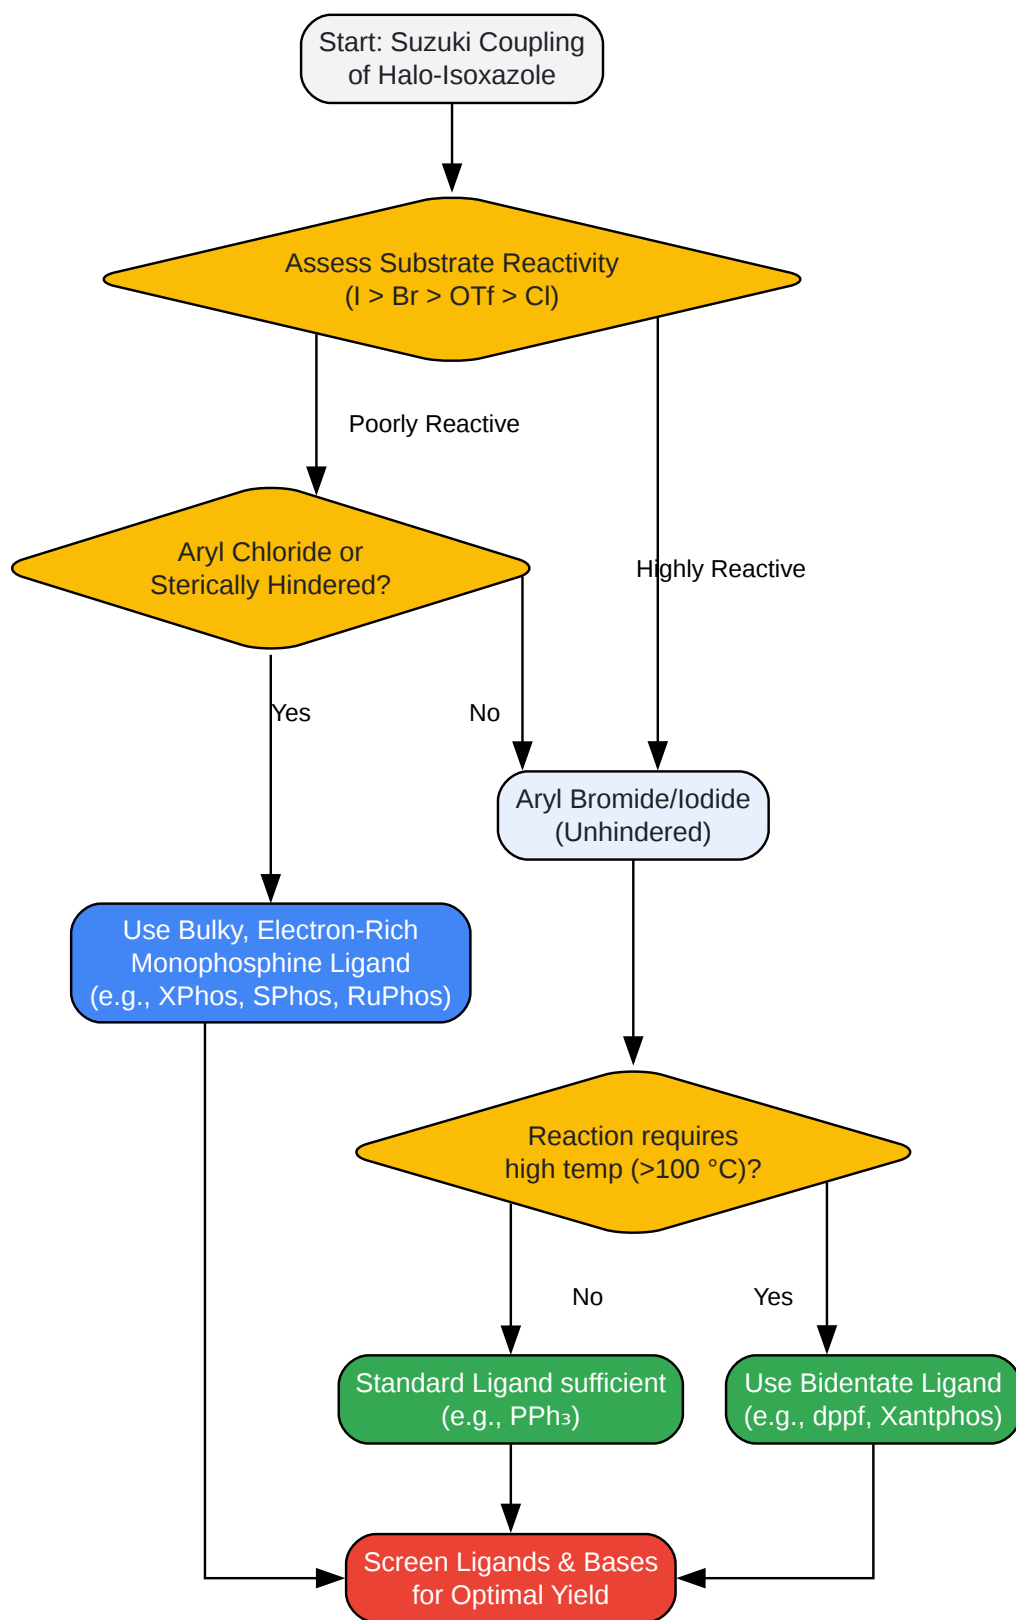 Start: Suzuki Coupling
of Halo-Isoxazole
Assess Substrate Reactivity
(I > Br > OTf > Cl)
Poorly Reactive
Aryl Chloride or
Sterically Hindered?
Highly Reactive
Yes
No
Aryl Bromide/Iodide
(Unhindered)
Use Bulky, Electron-Rich
Monophosphine Ligand
(e.g., XPhos, SPhos, RuPhos)
Reaction requires
high temp (>100 °C)?
No
Yes
Standard Ligand sufficient
(e.g., PPh₃)
Use Bidentate Ligand
(e.g., dppf, Xantphos)
Screen Ligands & Bases
for Optimal Yield